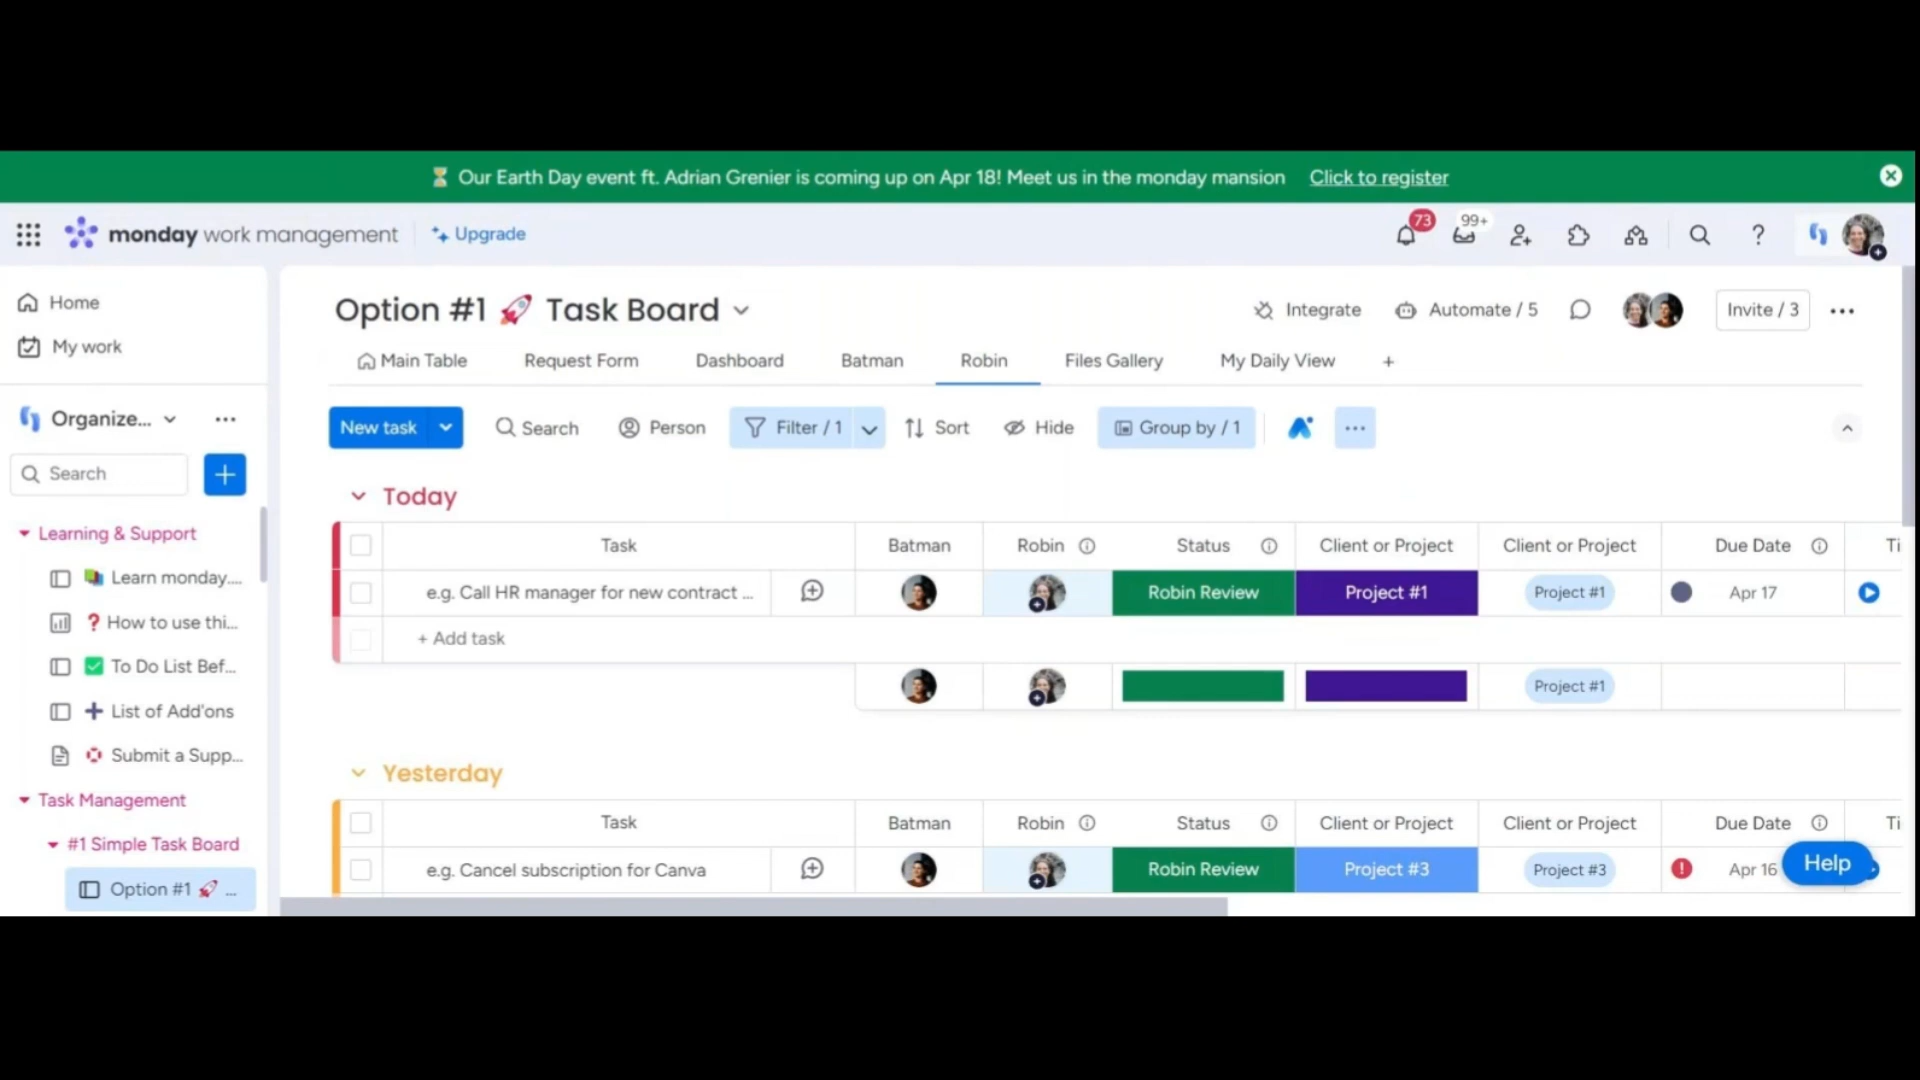 Our Earth Day event ft. Adrian Grenier is coming up on Apr 18! Meet us in the monday mansion Click to register
monday work management Upgrade 73 99+
Home
My work
Organize...
Search
Learning & Support
Learn monday....
How to use thi...
To Do List Bef...
List of Add'ons
Submit a Supp...
Task Management
#1 Simple Task Board
Option #1 ...
Option #1 Task Board Integrate Automate / 5 Invite / 3
Main Table Request Form Dashboard Batman Robin Files Gallery My Daily View +
New task Search Person Filter / 1 Sort Hide Group by / 1
Today
Task Batman Robin Status Client or Project Client or Project Due Date Ti
e.g. Call HR manager for new contract ... Robin Review Project #1 Project #1 Apr 17
+ Add task
Project #1
Yesterday
Task Batman Robin Status Client or Project Client or Project Due Date Ti
e.g. Cancel subscription for Canva Robin Review Project #3 Project #3 Apr 16
Help